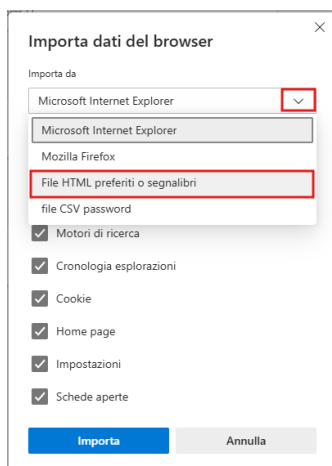 Importa dati del browser
Importa da
Microsoft Internet Explorer
Microsoft Internet Explorer
Mozilla Firefox
File HTML preferiti o segnalibri
file CSV password
Motori di ricerca
Cronologia esplorazioni
Cookie
Home page
Impostazioni
Schede aperte
Importa Annulla